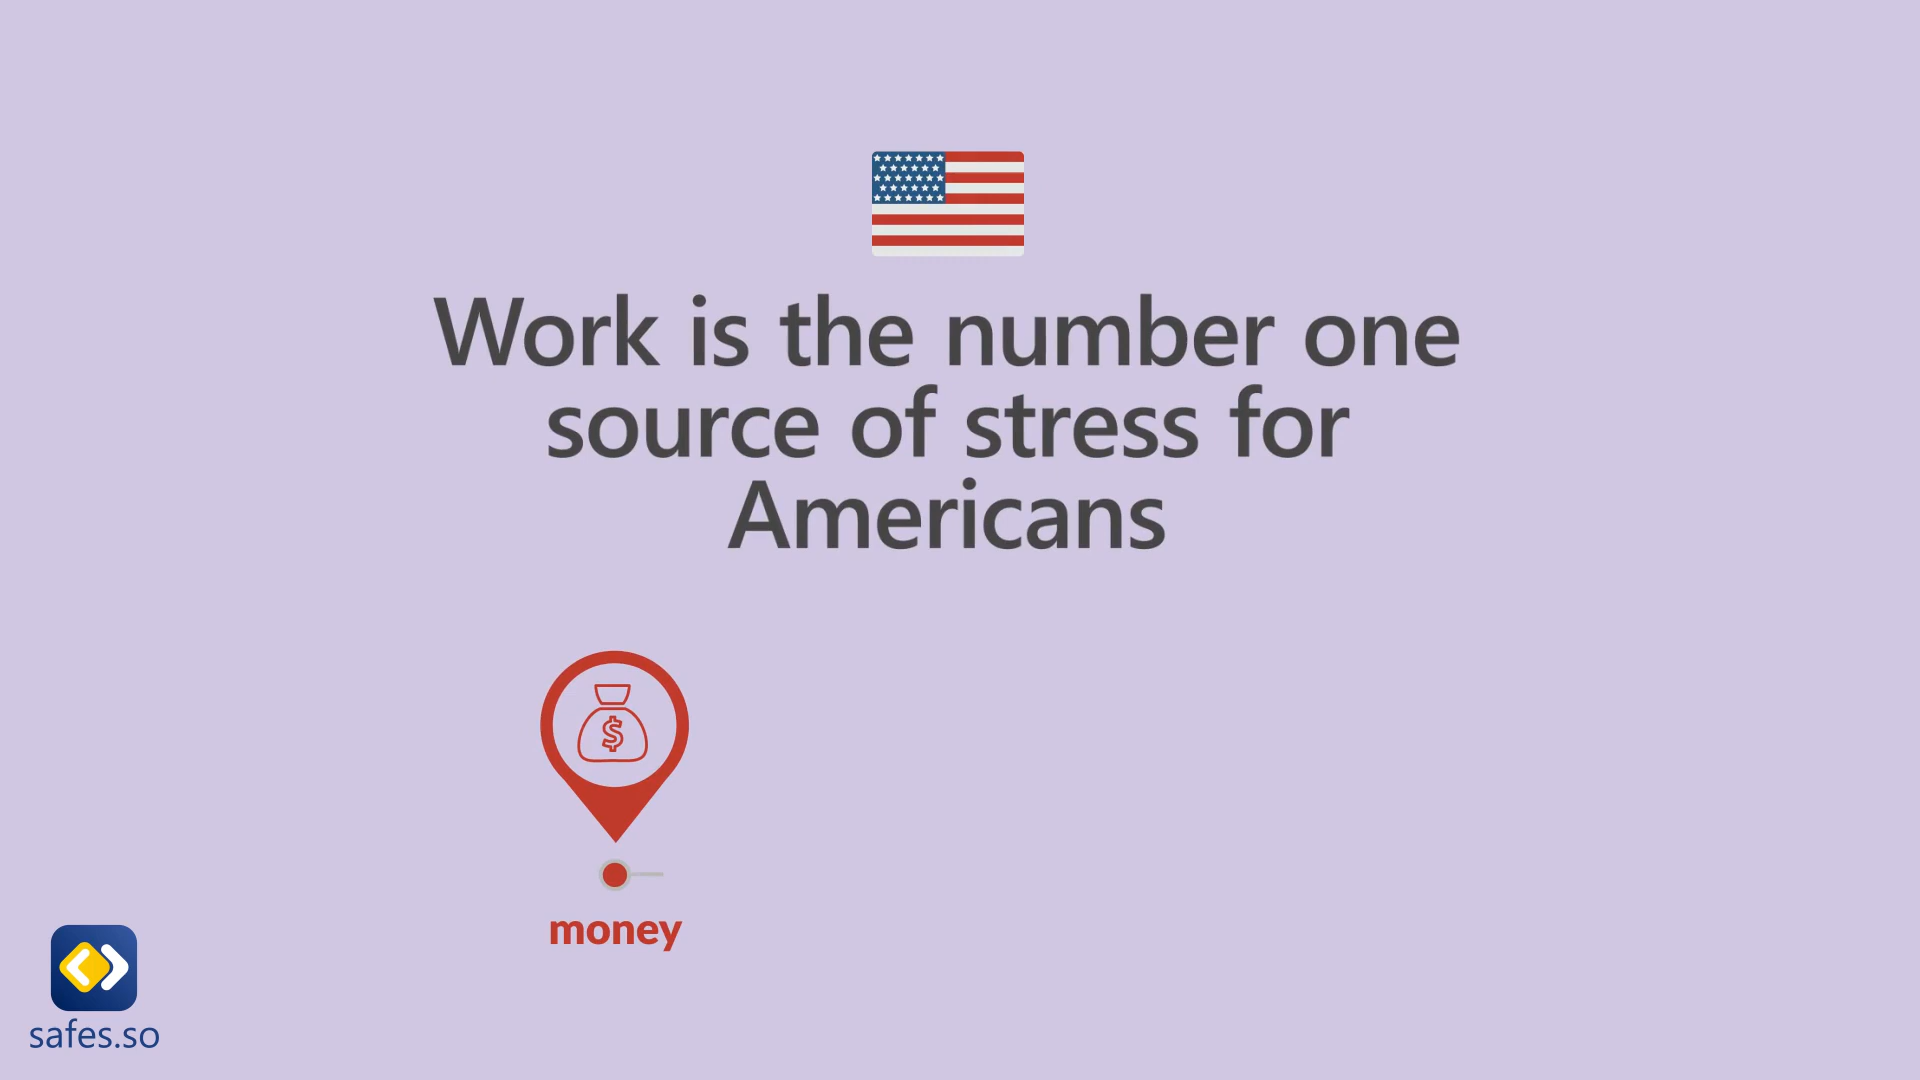 Work is the number one
source of stress for
Americans
$
money
safes.so